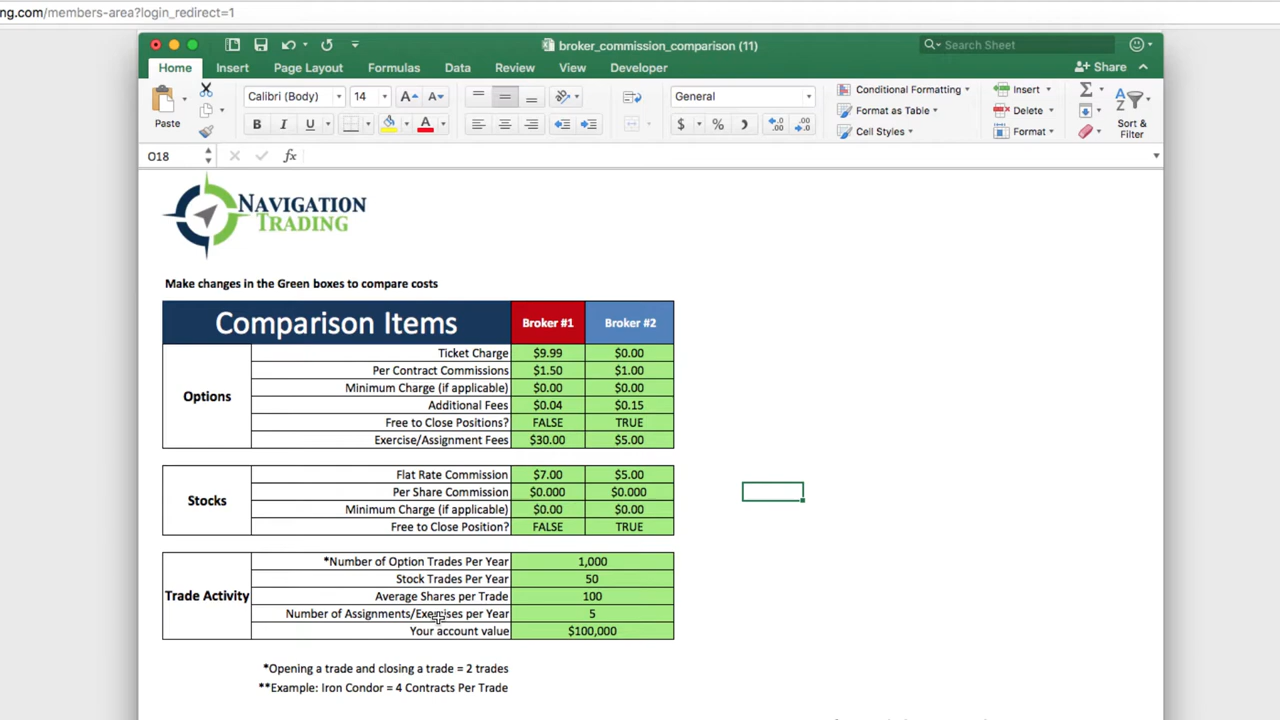 ng.com/members-area?login_redirect=1
broker_commission_comparison (11)
Search Sheet
Home Insert Page Layout Formulas Data Review View Developer
Share
Paste
Calibri (Body) 14
B I U
A
General
$ % )
Conditional Formatting
Format as Table
Cell Styles
Insert
Delete
Format
Sort & Filter
O18
fx
NAVIGATION
TRADING
Make changes in the Green boxes to compare costs
Comparison Items Broker #1 Broker #2
Options
Ticket Charge $9.99 $0.00
Per Contract Commissions $1.50 $1.00
Minimum Charge (if applicable) $0.00 $0.00
Additional Fees $0.04 $0.15
Free to Close Positions? FALSE TRUE
Exercise/Assignment Fees $30.00 $5.00
Stocks
Flat Rate Commission $7.00 $5.00
Per Share Commission $0.000 $0.000
Minimum Charge (if applicable) $0.00 $0.00
Free to Close Position? FALSE TRUE
Trade Activity
*Number of Option Trades Per Year 1,000
Stock Trades Per Year 50
Average Shares per Trade 100
Number of Assignments/Exercises per Year 5
Your account value $100,000
*Opening a trade and closing a trade = 2 trades
**Example: Iron Condor = 4 Contracts Per Trade